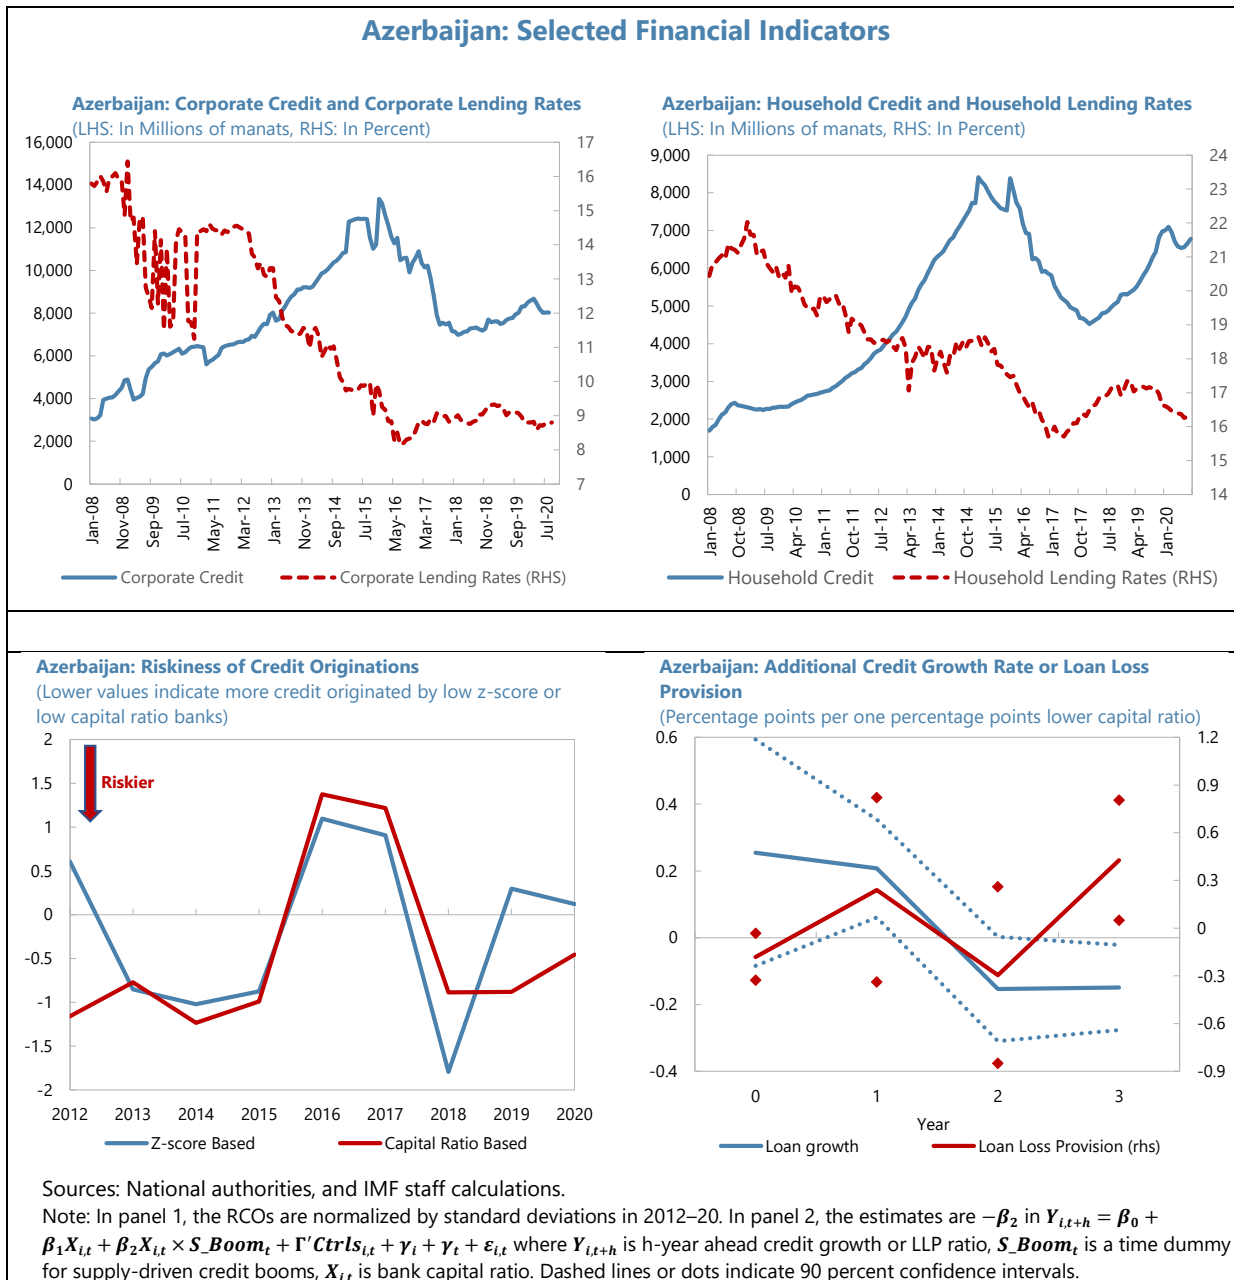 Azerbaijan: Selected Financial Indicators
Azerbaijan: Corporate Credit and Corporate Lending Rates
(LHS: In Millions of manats, RHS: In Percent)
16,000
14,000
12,000
10,000
8,000
6,000
4,000
2,000
0
17
16
15
14
13
12
11
10
9
8
7
Jan-08
Nov-08
Sep-09
Jul-10
May-11
Mar-12
Jan-13
Nov-13
Sep-14
Jul-15
May-16
Mar-17
Jan-18
Nov-18
Sep-19
Jul-20
Corporate Credit
Corporate Lending Rates (RHS)
Azerbaijan: Household Credit and Household Lending Rates
(LHS: In Millions of manats, RHS: In Percent)
9,000
8,000
7,000
6,000
5,000
4,000
3,000
2,000
1,000
0
24
23
22
21
20
19
18
17
16
15
14
Jan-08
Oct-08
Jul-09
Apr-10
Jan-11
Oct-11
Jul-12
Apr-13
Jan-14
Oct-14
Jul-15
Apr-16
Jan-17
Oct-17
Jul-18
Apr-19
Jan-20
Household Credit
Household Lending Rates (RHS)
Azerbaijan: Riskiness of Credit Originations
(Lower values indicate more credit originated by low z-score or
low capital ratio banks)
2
1.5
1
0.5
0
-0.5
-1
-1.5
-2
Riskier
2012 2013 2014 2015 2016 2017 2018 2019 2020
Z-score Based
Capital Ratio Based
Azerbaijan: Additional Credit Growth Rate or Loan Loss
Provision
(Percentage points per one percentage points lower capital ratio)
0.6
0.4
0.2
0
-0.2
-0.4
1.2
0.9
0.6
0.3
0
-0.3
-0.6
-0.9
0 1 2 3
Year
Loan growth
Loan Loss Provision (rhs)
Sources: National authorities, and IMF staff calculations.
Note: In panel 1, the RCOs are normalized by standard deviations in 2012–20. In panel 2, the estimates are −β₂ in Y_{i,t+h} = β₀ +
β₁X_{i,t} + β₂X_{i,t} × S_Boom_t + Γ′Ctrls_{i,t} + γ_i + γ_t + ε_{i,t} where Y_{i,t+h} is h-year ahead credit growth or LLP ratio, S_Boom_t is a time dummy
for supply-driven credit booms, X_{i,t} is bank capital ratio. Dashed lines or dots indicate 90 percent confidence intervals.